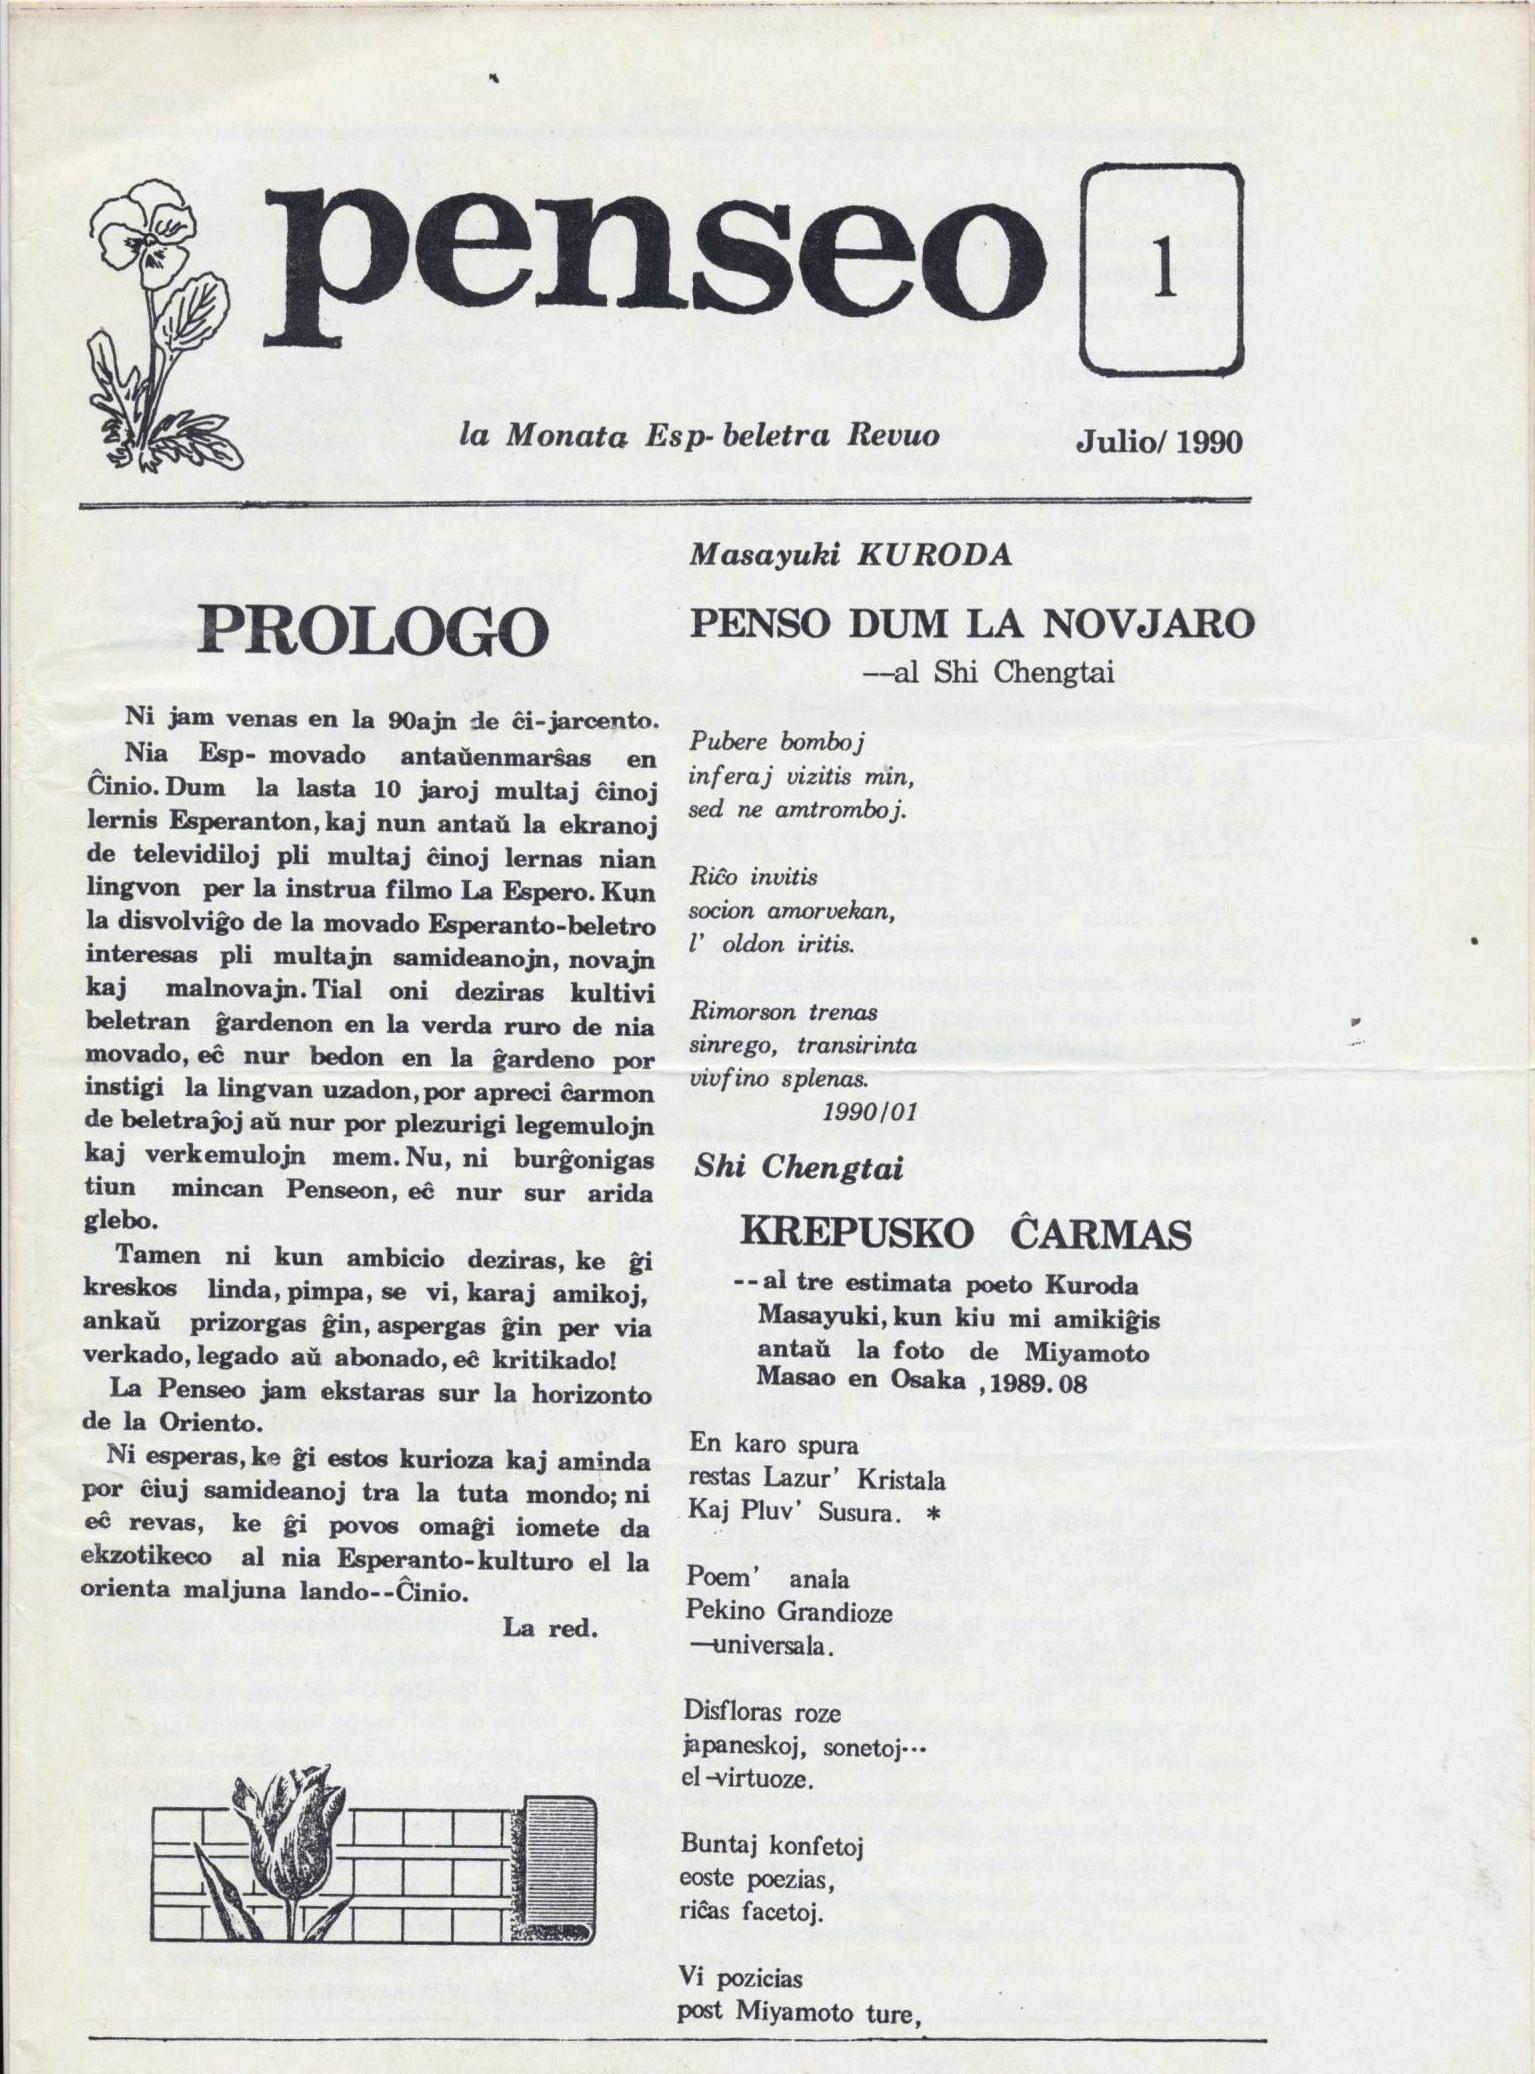 penseo
1
la Monata Esp-beletra Revuo
Julio/ 1990
PROLOGO
Ni jam venas en la 90ajn de ĉi-jarcento.
Nia Esp- movado antaŭenmarŝas en
Ĉinio. Dum la lasta 10 jaroj multaj ĉinoj
lernis Esperanton, kaj nun antaŭ la ekranoj
de televidiloj pli multaj ĉinoj lernas nian
lingvon per la instrua filmo La Espero. Kun
la disvolviĝo de la movado Esperanto-beletro
interesas pli multajn samideanojn, novajn
kaj malnovajn. Tial oni deziras kultivi
beletran ĝardenon en la verda ruro de nia
movado, eĉ nur bedon en la ĝardeno por
instigi la lingvan uzadon, por apreci ĉarmon
de beletraĵoj aŭ nur por plezurigi legemulojn
kaj verkemulojn mem. Nu, ni burĝonigas
tiun mincan Penseon, eĉ nur sur arida
glebo.
Tamen ni kun ambicio deziras, ke ĝi
kreskos linda, pimpa, se vi, karaj amikoj,
ankaŭ prizorgas ĝin, aspergas ĝin per via
verkado, legado aŭ abonado, eĉ kritikado!
La Penseo jam ekstaras sur la horizonto
de la Oriento.
Ni esperas, ke ĝi estos kurioza kaj aminda
por ĉiuj samideanoj tra la tuta mondo; ni
eĉ revas, ke ĝi povos omaĝi iomete da
ekzotikeco al nia Esperanto-kulturo el la
orienta maljuna lando--Ĉinio.
La red.
Masayuki KURODA
PENSO DUM LA NOVJARO
—al Shi Chengtai
Pubere bomboj
inferaj vizitis min,
sed ne amtromboj.
Riĉo invitis
socion amorvekan,
l' oldon iritis.
Rimorson trenas
sinrego, transirinta
vivfino splenas.
1990/01
Shi Chengtai
KREPUSKO ĈARMAS
--al tre estimata poeto Kuroda
Masayuki, kun kiu mi amikiĝis
antaŭ la foto de Miyamoto
Masao en Osaka ,1989.08
En karo spura
restas Lazur' Kristala
Kaj Pluv' Susura. *
Poem' anala
Pekino Grandioze
—universala.
Disfloras roze
japaneskoj, sonetoj···
el-virtuoze.
Buntaj konfetoj
eoste poezias,
riĉas facetoj.
Vi pozicias
post Miyamoto ture,